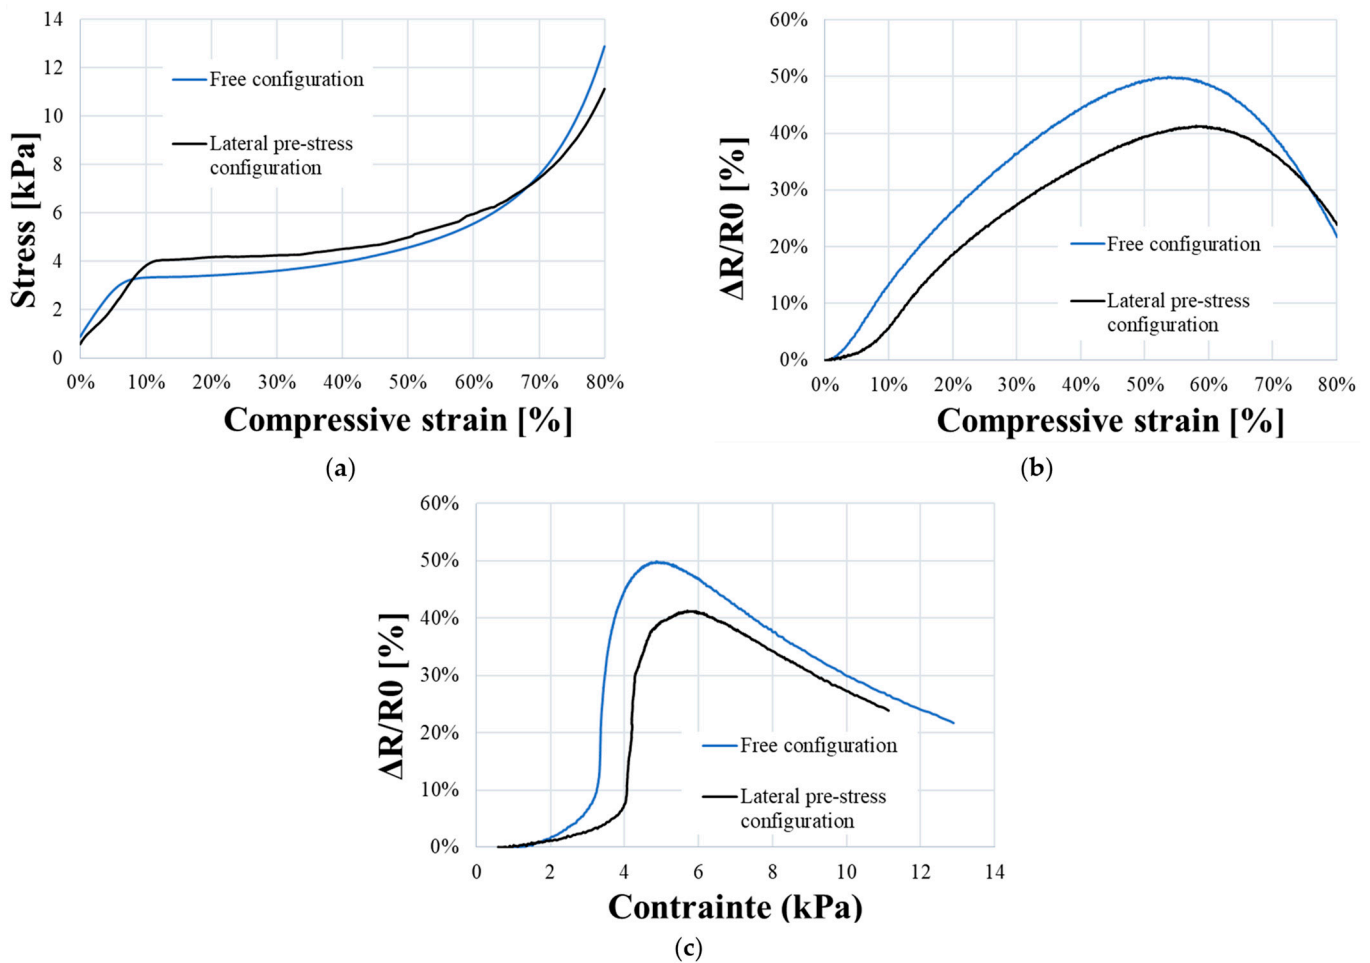 14
12
10
8
6
4
2
0
Stress [kPa]
Free configuration
Lateral pre-stress
configuration
0% 10% 20% 30% 40% 50% 60% 70% 80%
Compressive strain [%]
(a)
60%
50%
40%
30%
20%
10%
0%
ΔR/R0 [%]
Free configuration
Lateral pre-stress
configuration
0% 10% 20% 30% 40% 50% 60% 70% 80%
Compressive strain [%]
(b)
60%
50%
40%
30%
20%
10%
0%
ΔR/R0 [%]
Free configuration
Lateral pre-stress
configuration
0 2 4 6 8 10 12 14
Contrainte (kPa)
(c)